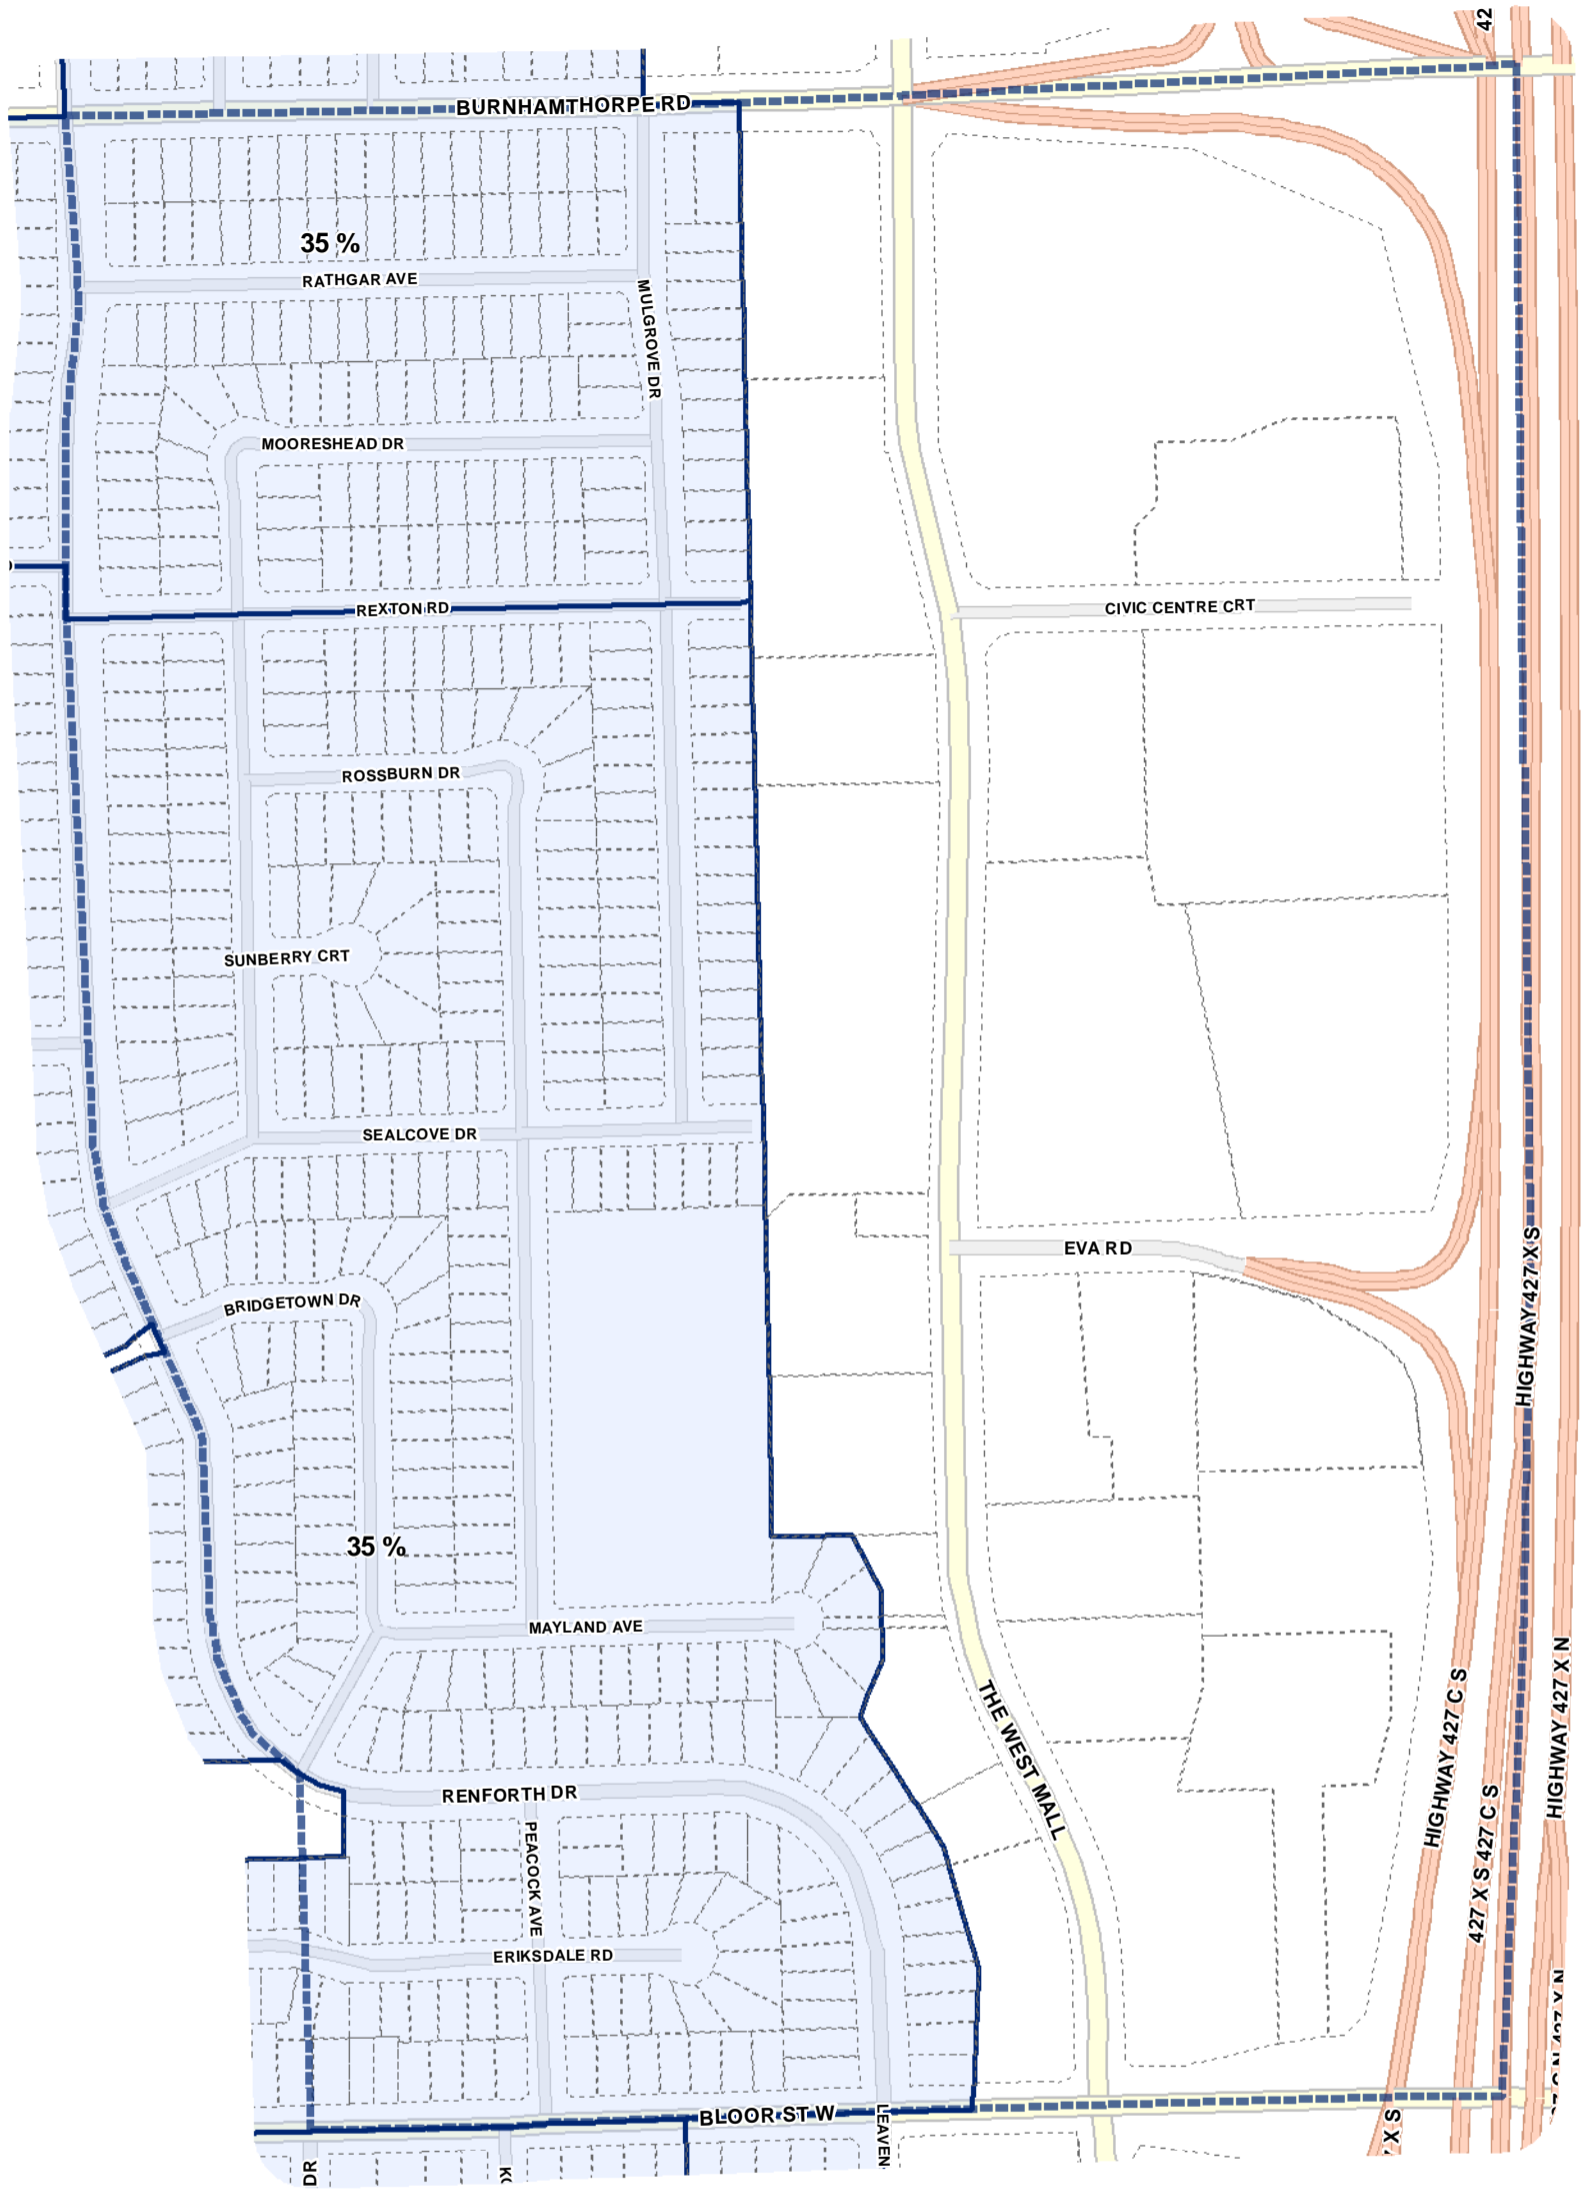 42
BURNHAMTHORPE RD
35 %
RATHGAR AVE
MULGROVE DR
MOORESHEAD DR
REXTON RD
CIVIC CENTRE CRT
ROSSBURN DR
SUNBERRY CRT
SEALCOVE DR
EVA RD
HIGHWAY 427 X S
BRIDGETOWN DR
35 %
MAYLAND AVE
THE WEST MALL
HIGHWAY 427 C S
HIGHWAY 427 X N
RENFORTH DR
427 X S 427 C S
PEACOCK AVE
ERIKSDALE RD
BLOOR ST W
LEAVEN
X S
DR